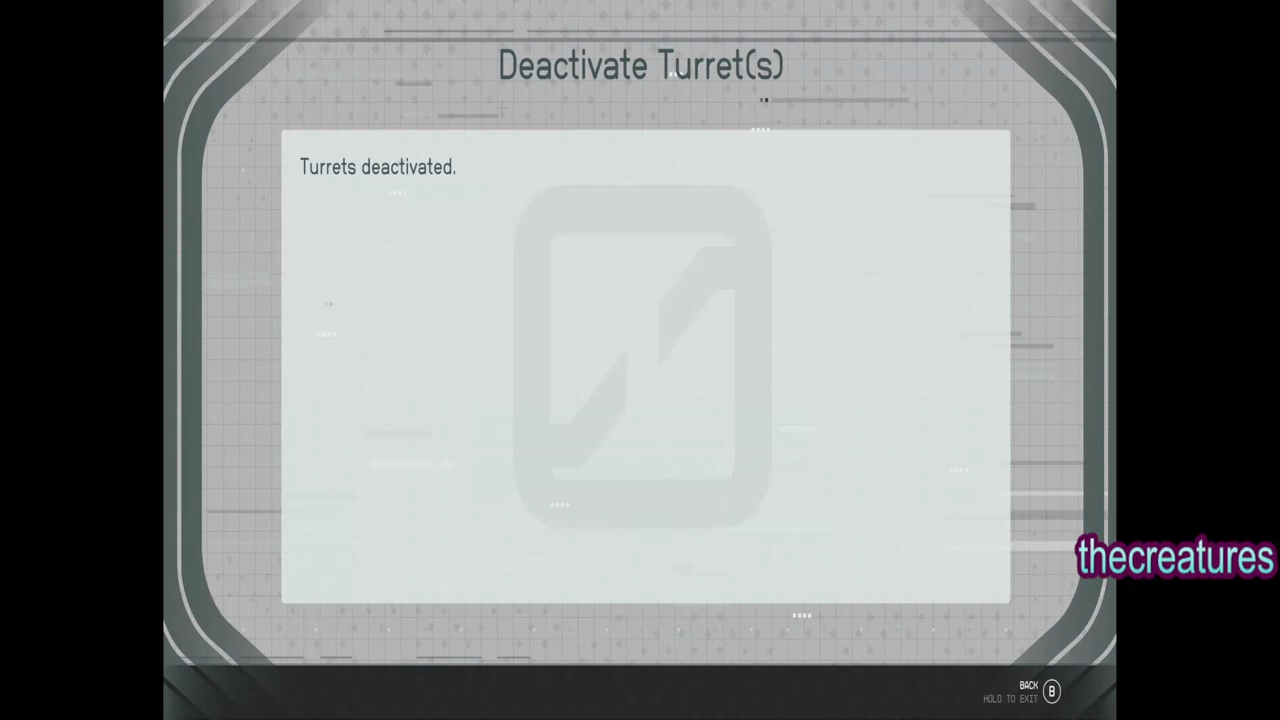 Deactivate Turret(s)
Turrets deactivated.
thecreatures
BACK
HOLD TO EXIT
B